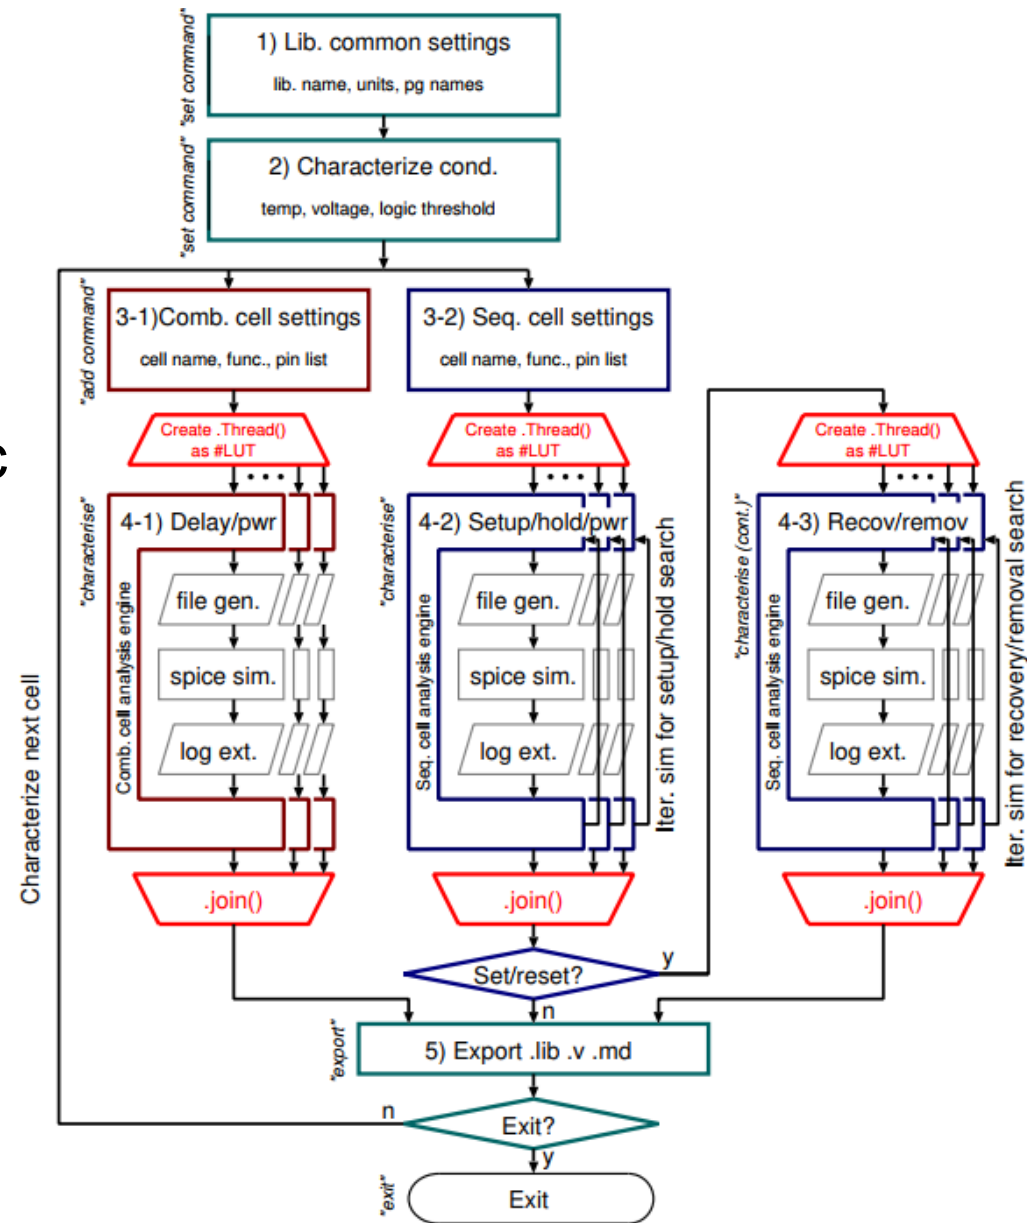 "set command"
1) Lib. common settings
lib. name, units, pg names
"set command"
2) Characterize cond.
temp, voltage, logic threshold
"add command"
3-1)Comb. cell settings
cell name, func., pin list
3-2) Seq. cell settings
cell name, func., pin list
Create .Thread()
as #LUT
Create .Thread()
as #LUT
Create .Thread()
as #LUT
c
• • •
• • •
• • •
"characterise"
4-1) Delay/pwr
Comb. cell analysis engine
file gen.
spice sim.
log ext.
"characterise"
4-2) Setup/hold/pwr
Seq. cell analysis engine
file gen.
spice sim.
log ext.
Iter. sim for setup/hold search
"characterise (cont.)"
4-3) Recov/remov
Seq. cell analysis engine
file gen.
spice sim.
log ext.
Iter. sim for recovery/removal search
Characterize next cell
.join()
.join()
.join()
Set/reset?
y
n
"export"
5) Export .lib .v .md
Exit?
n
y
"exit"
Exit